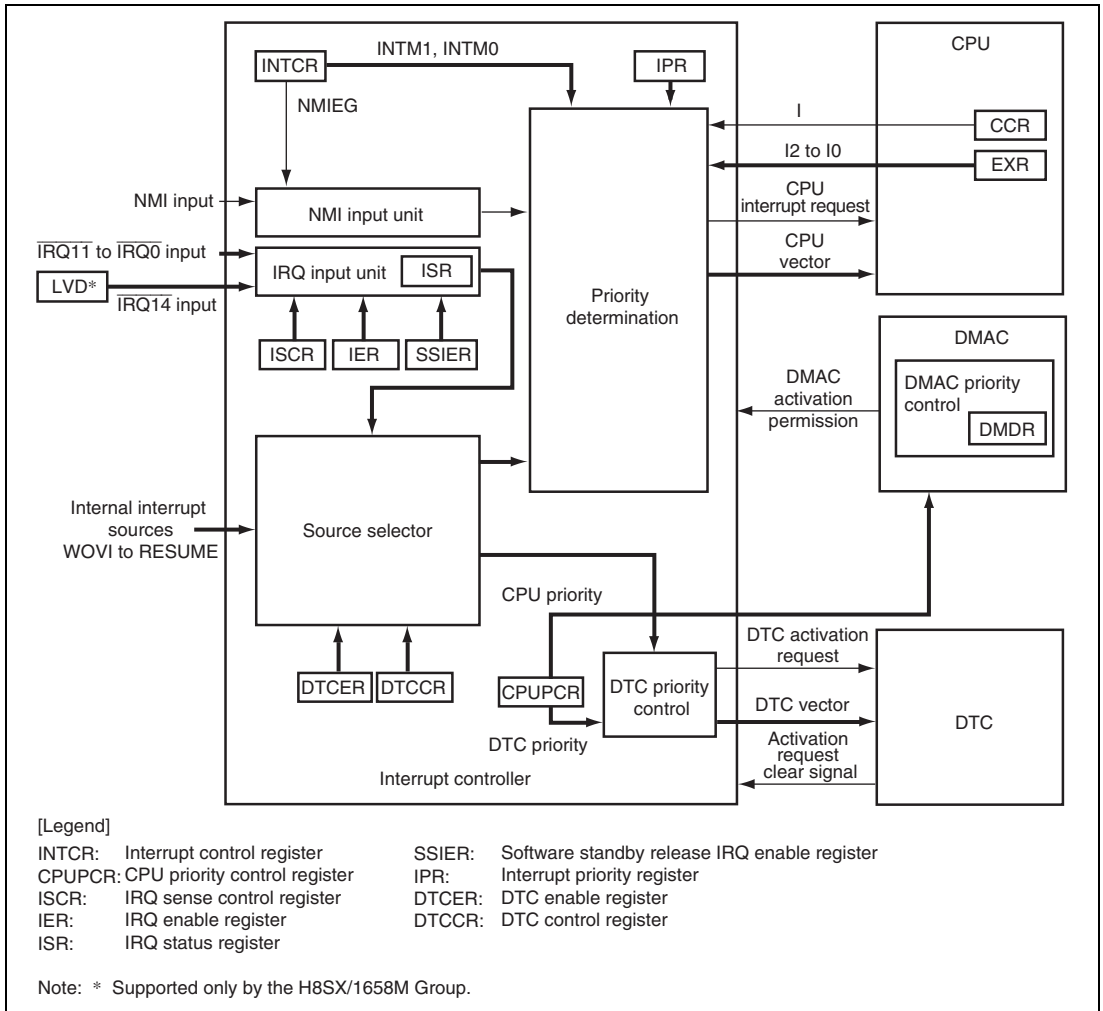 INTCR
INTM1, INTM0
IPR
CPU
NMIEG
I
CCR
I2 to I0
EXR
NMI input
NMI input unit
CPU
interrupt request
IRQ11 to IRQ0 input
IRQ input unit
ISR
CPU
vector
LVD*
IRQ14 input
Priority
determination
ISCR
IER
SSIER
DMAC
DMAC priority
control
DMDR
DMAC
activation
permission
Internal interrupt
sources
WOVI to RESUME
Source selector
CPU priority
DTC activation
request
DTCER
DTCCR
CPUPCR
DTC priority
control
DTC vector
DTC
DTC priority
Activation
request
clear signal
Interrupt controller
[Legend]
INTCR: Interrupt control register
CPUPCR: CPU priority control register
ISCR: IRQ sense control register
IER: IRQ enable register
ISR: IRQ status register
SSIER: Software standby release IRQ enable register
IPR: Interrupt priority register
DTCER: DTC enable register
DTCCR: DTC control register
Note: * Supported only by the H8SX/1658M Group.